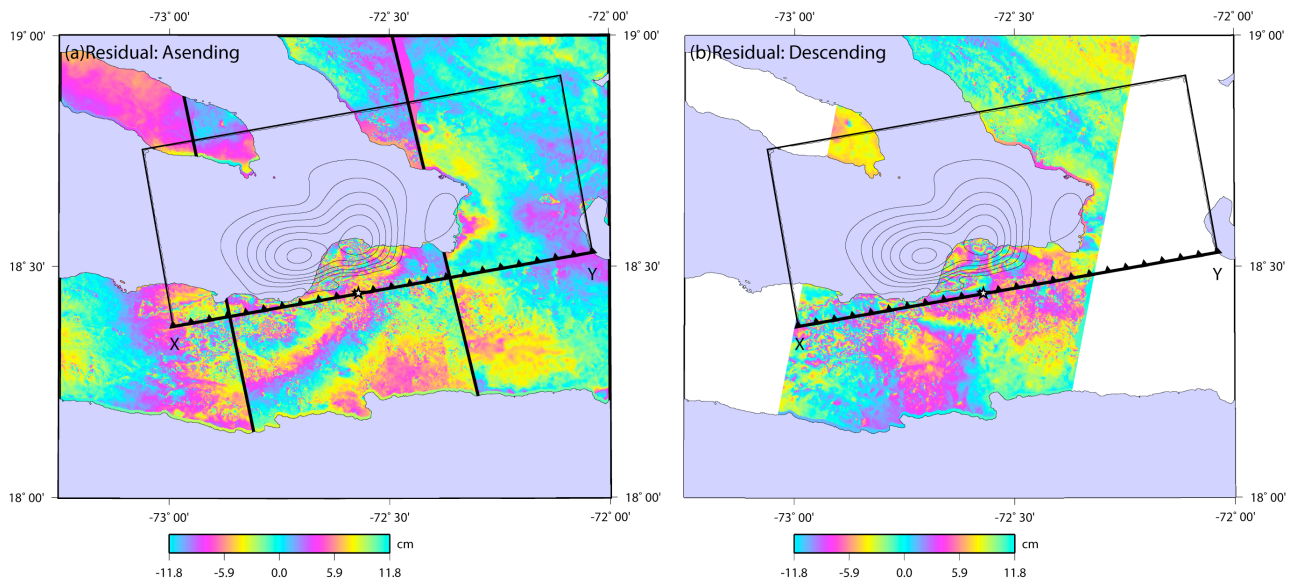 -73° 00' -72° 30' -72° 00' -73° 00' -72° 30' -72° 00'
19° 00' (a)Residual: Asending 19° 00' (b)Residual: Descending 19° 00'
18° 30' 18° 30' 18° 30'
Y Y
X X
18° 00' 18° 00' 18° 00'
-73° 00' -72° 30' -72° 00' -73° 00' -72° 30' -72° 00'
cm cm
-11.8 -5.9 0.0 5.9 11.8 -11.8 -5.9 0.0 5.9 11.8